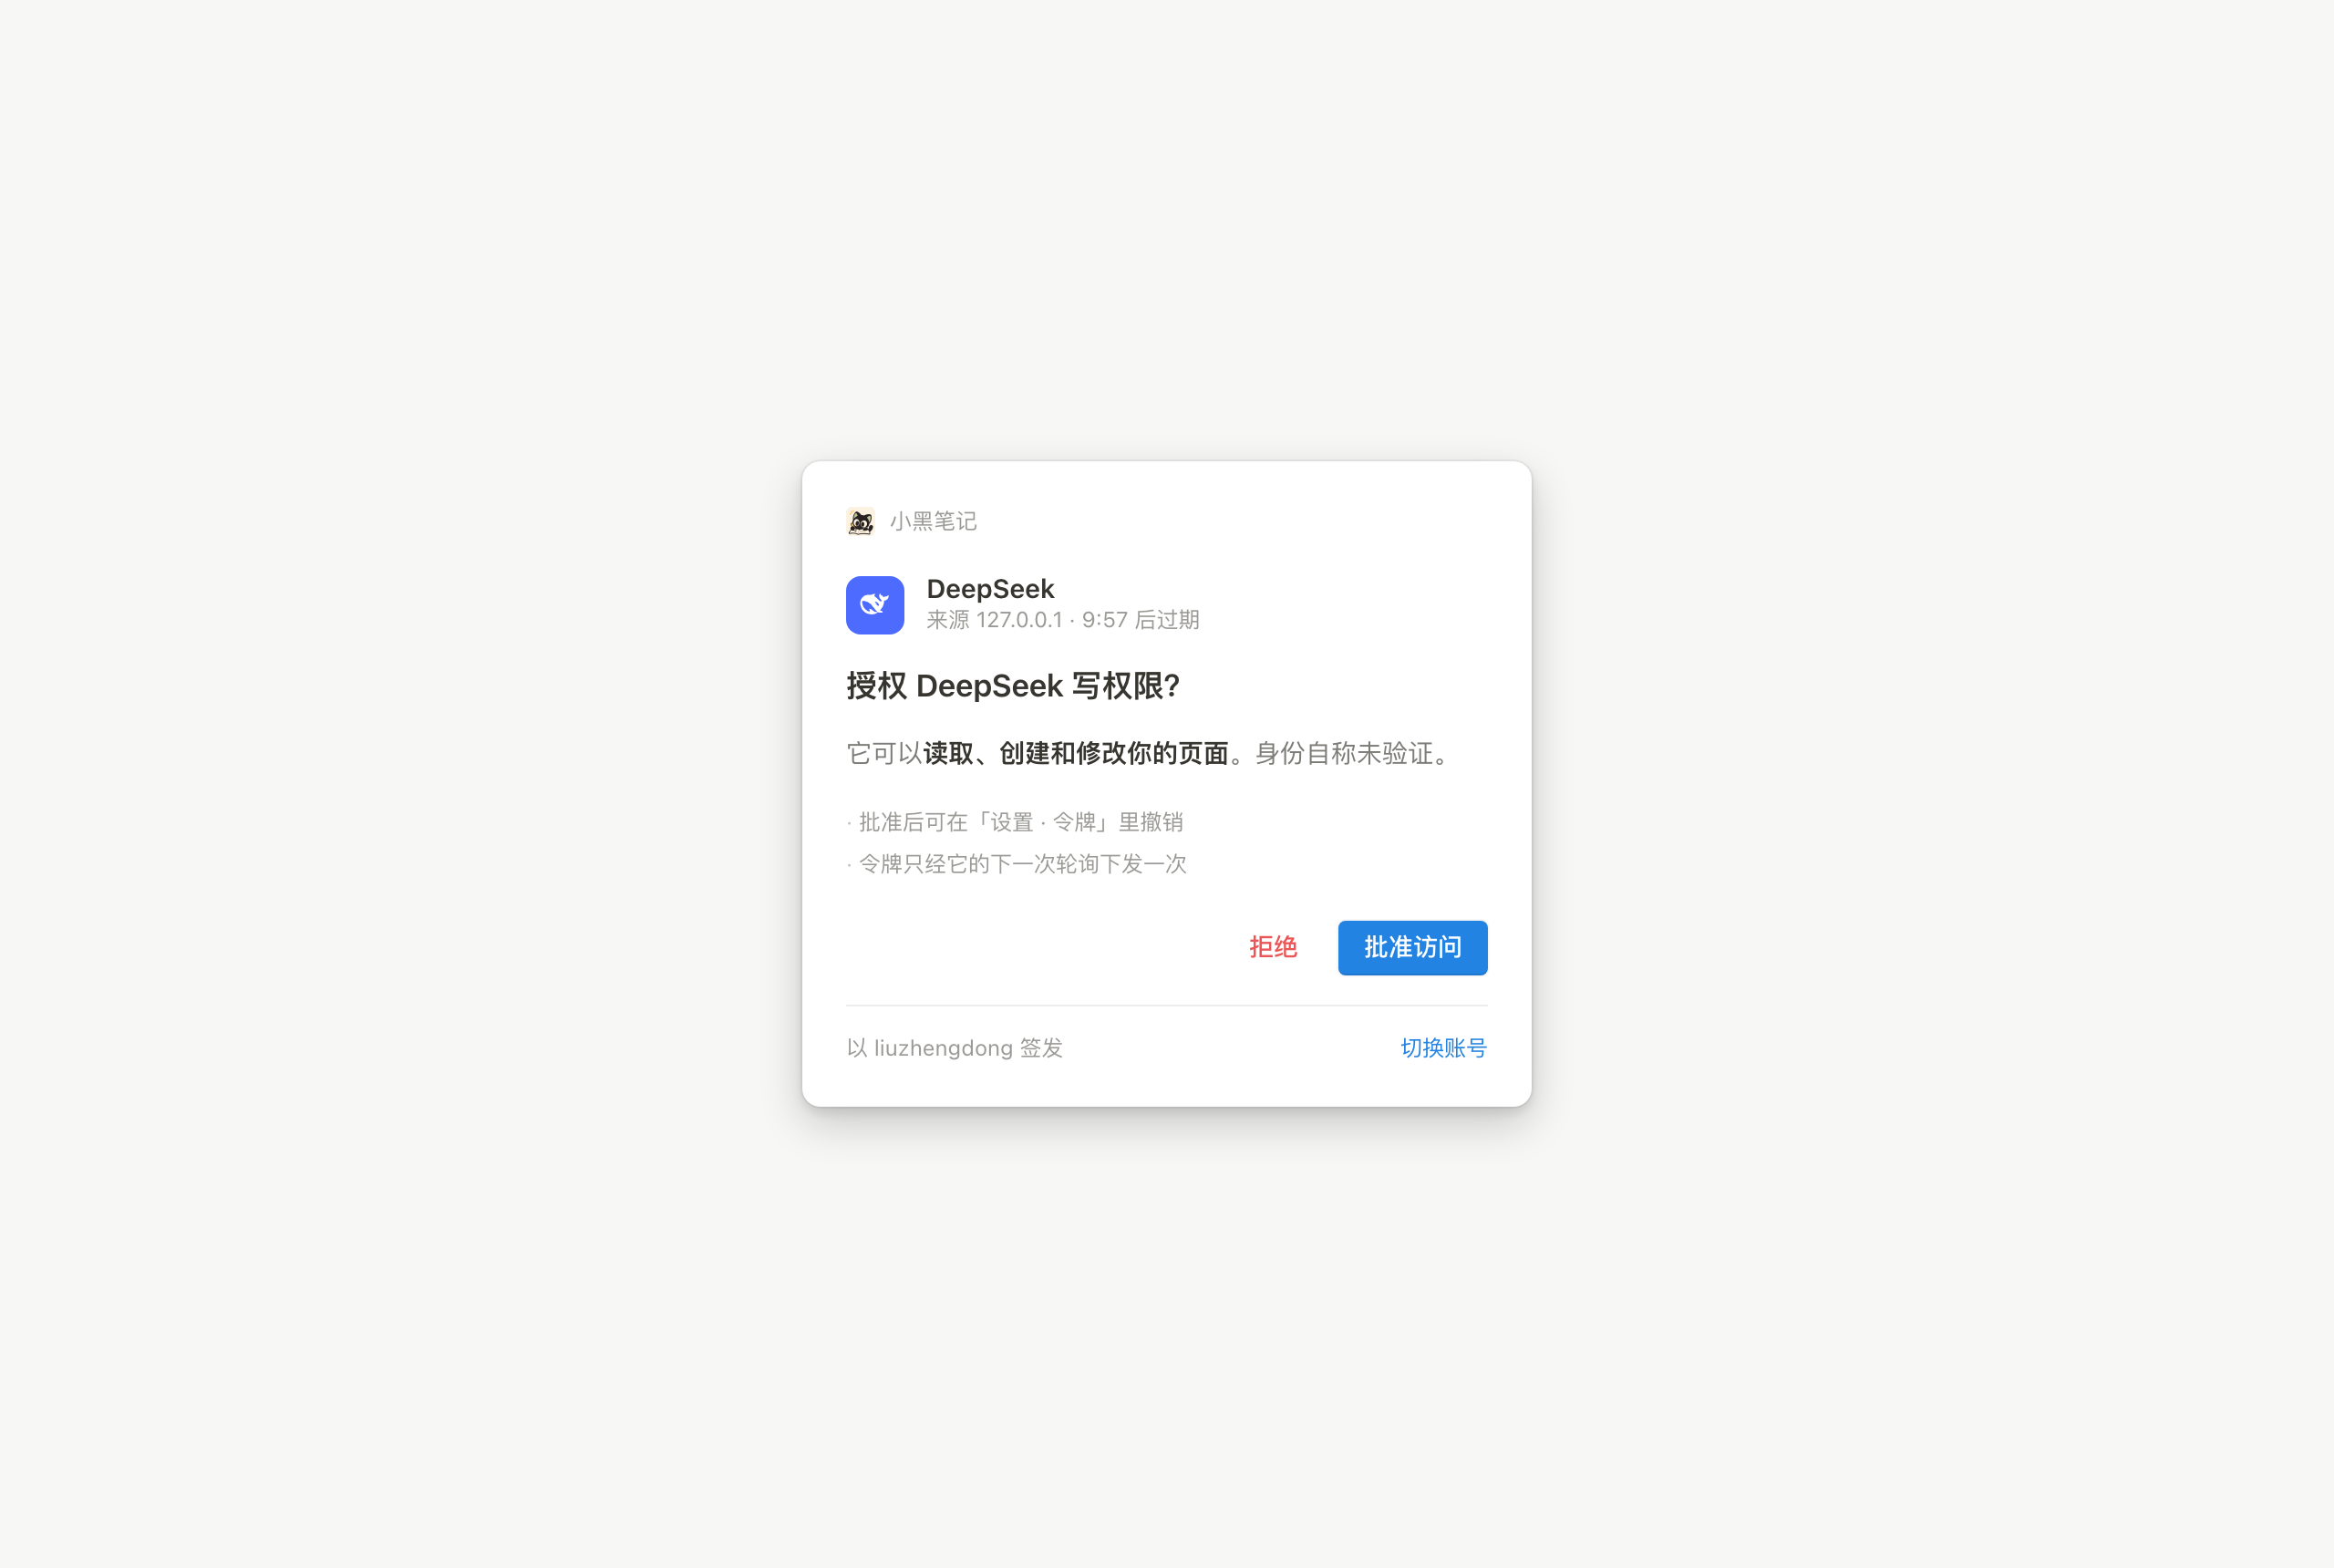 小黑笔记
DeepSeek
来源 127.0.0.1 · 9:57 后过期
授权 DeepSeek 写权限?
它可以读取、创建和修改你的页面。身份自称未验证。
· 批准后可在「设置 · 令牌」里撤销
· 令牌只经它的下一次轮询下发一次
拒绝
批准访问
以 liuzhengdong 签发
切换账号